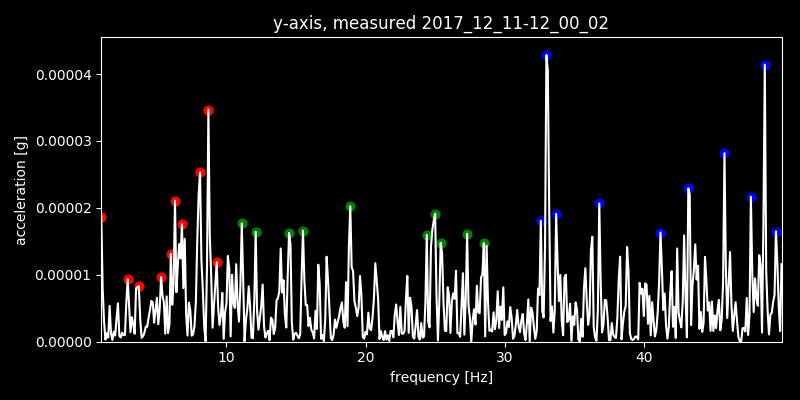 y-axis, measured 2017_12_11-12_00_02
0.00004
0.00003
0.00002
0.00001
0.00000
acceleration [g]
10 20 30 40
frequency [Hz]